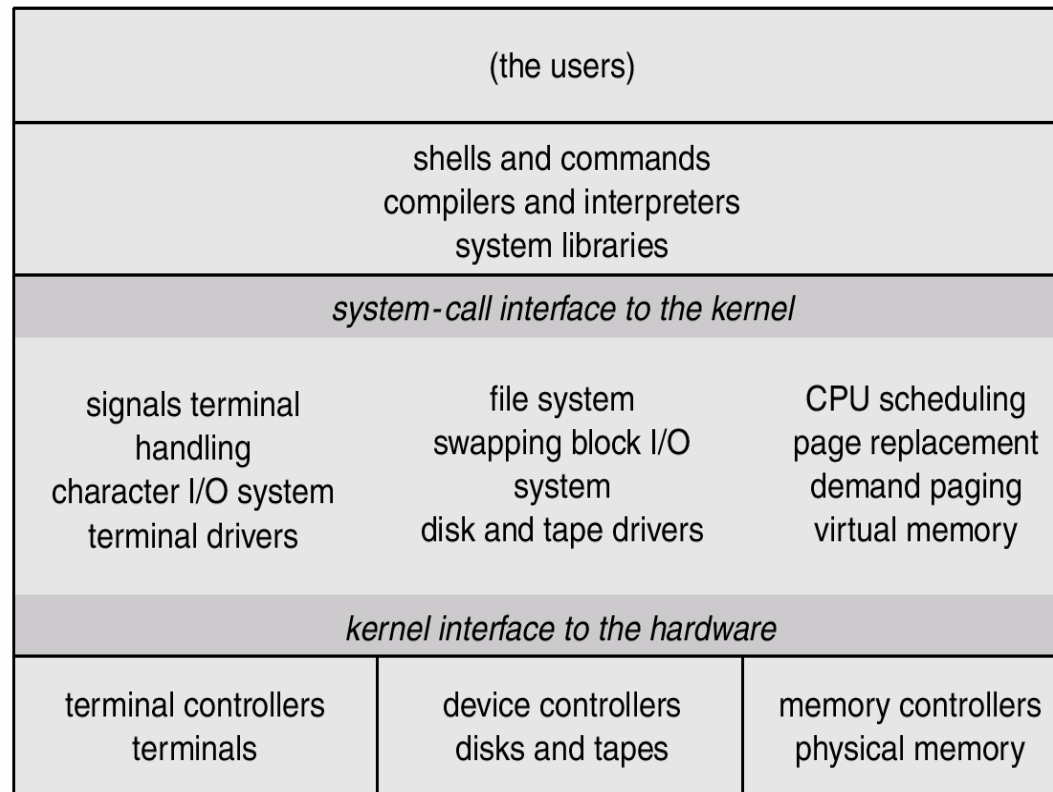 (the users)
shells and commands
compilers and interpreters
system libraries
system-call interface to the kernel
signals terminal
handling
character I/O system
terminal drivers
file system
swapping block I/O
system
disk and tape drivers
CPU scheduling
page replacement
demand paging
virtual memory
kernel interface to the hardware
terminal controllers
terminals
device controllers
disks and tapes
memory controllers
physical memory